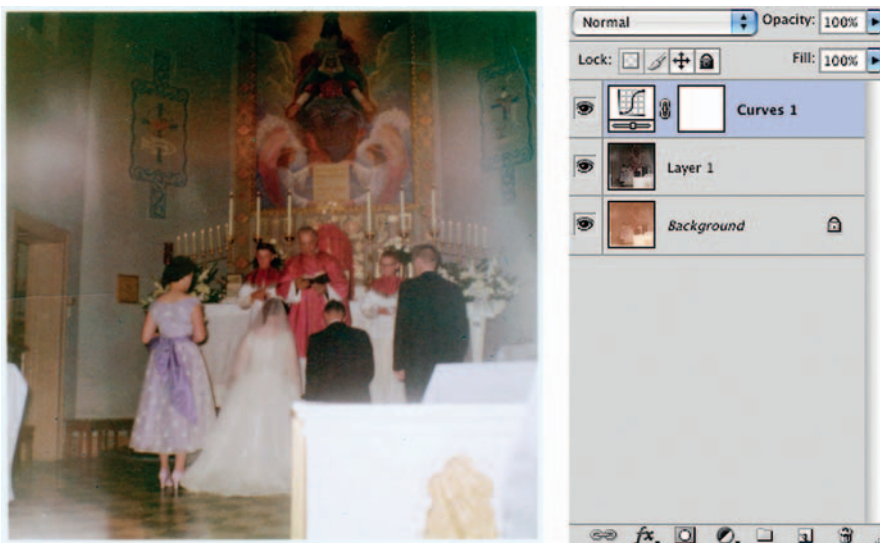 Normal Opacity: 100%
Lock: Fill: 100%
Curves 1
Layer 1
Background
fx.